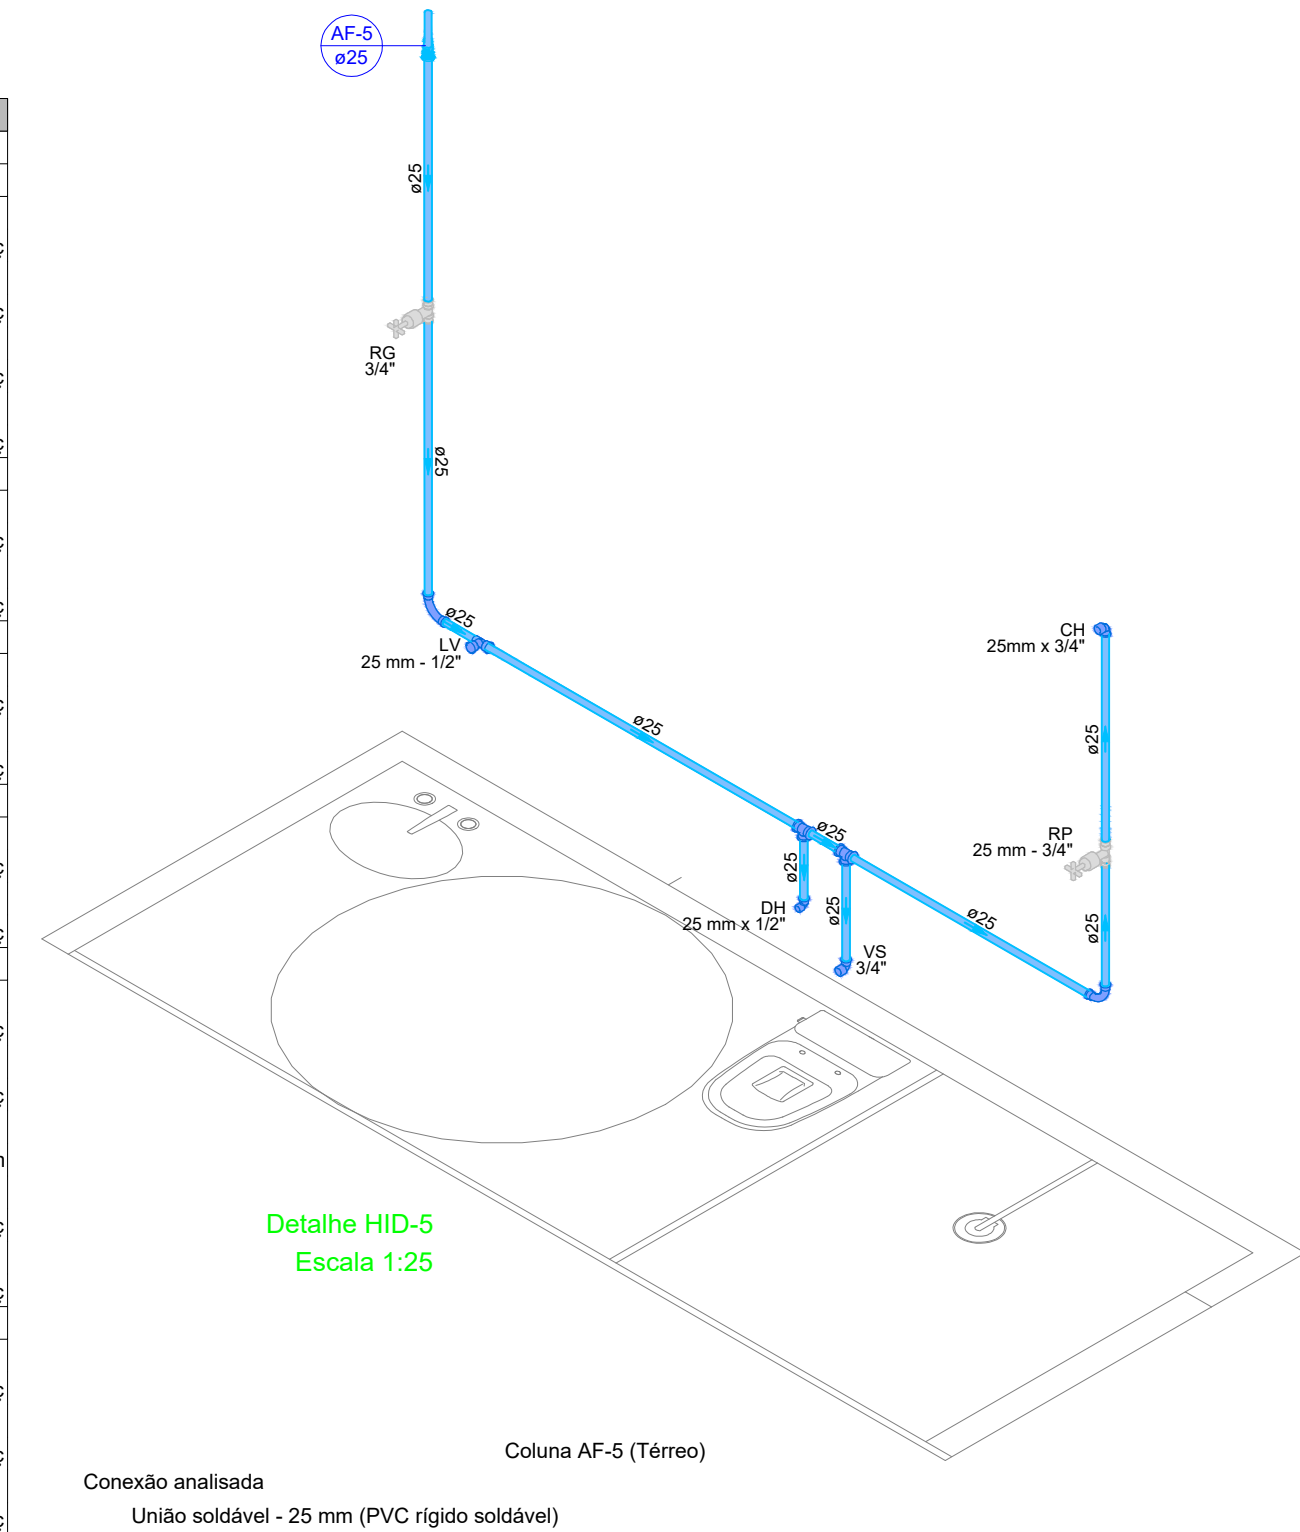 AF-5
ø25
ø25
RG
3/4"
ø25
ø25
LV
25 mm - 1/2"
CH
25mm x 3/4"
ø25
ø25
RP
25 mm - 3/4"
ø25
ø25
DH
25 mm x 1/2"
ø25
VS
3/4"
ø25
ø25
Detalhe HID-5
Escala 1:25
Coluna AF-5 (Térreo)
Conexão analisada
União soldável - 25 mm (PVC rígido soldável)